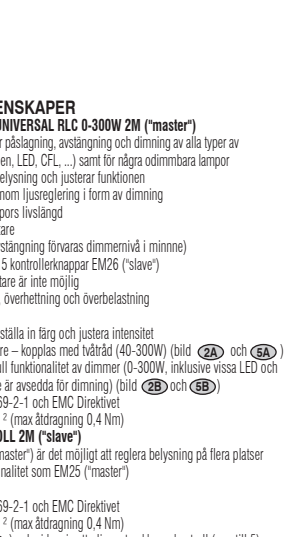 ENSKAPER
UNIVERSAL RLC 0-300W 2M ("master")
r påslagning, avstängning och dimning av alla typer av
en, LED, CFL, ...) samt för några odimmbara lampor
elysning och justerar funktionen
nom ljusreglering i form av dimning
pors livslängd
tare
vstängning förvaras dimmernivå i minnne)
5 kontrollerknappar EM26 ("slave")
tare är inte möjlig
, överhettning och överbelastning
ställa in färg och justera intensitet
re – kopplas med tvåtråd (40-300W) (bild 2A och 5A )
ull funktionalitet av dimmer (0-300W, inklusive vissa LED och
e är avsedda för dimning) (bild 2B och 5B)
69-2-1 och EMC Direktivet
² (max åtdragning 0,4 Nm)
OLL 2M ("slave")
master") är det möjligt att reglera belysning på flera platser
nalitet som EM25 ("master")
69-2-1 och EMC Direktivet
² (max åtdragning 0,4 Nm)